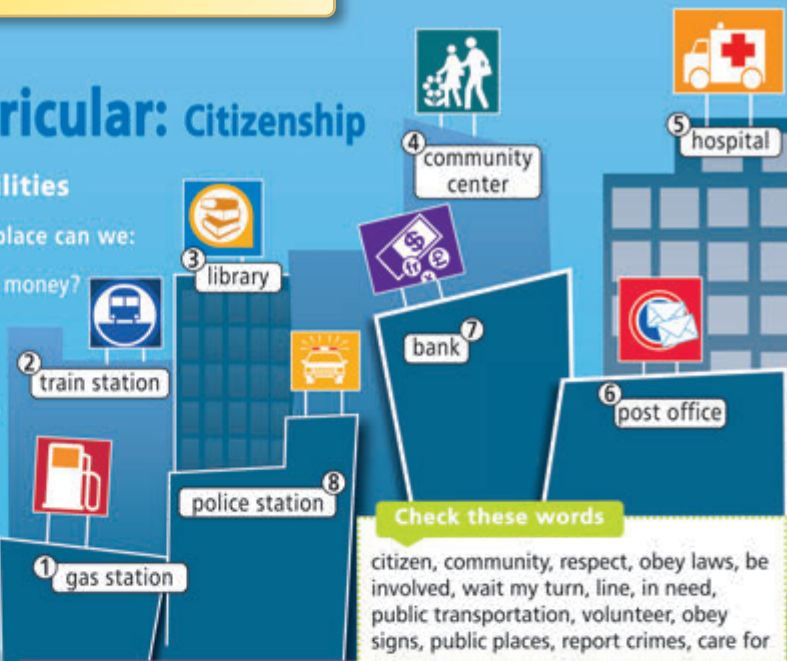 ricular: Citizenship
lities
place can we:
money?
1 gas station
2 train station
3 library
4 community
center
5 hospital
6 post office
7 bank
8 police station
$
£
Check these words
citizen, community, respect, obey laws, be
involved, wait my turn, line, in need,
public transportation, volunteer, obey
signs, public places, report crimes, care for